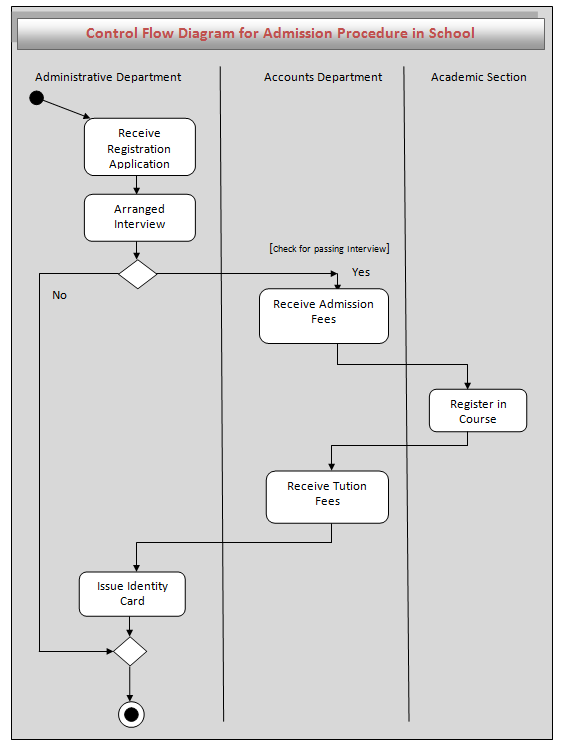 Control Flow Diagram for Admission Procedure in School
Administrative Department
Accounts Department
Academic Section
Receive
Registration
Application
Arranged
Interview
[Check for passing Interview]
Yes
No
Receive Admission
Fees
Register in
Course
Receive Tution
Fees
Issue Identity
Card